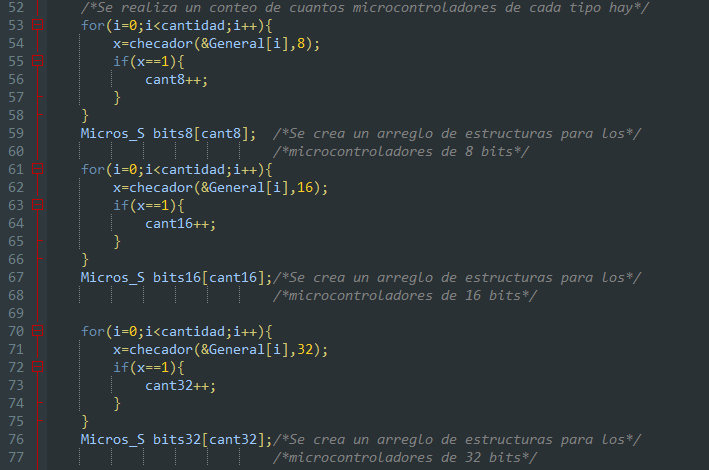 52 /*Se realiza un conteo de cuantos microcontroladores de cada tipo hay*/
53 for(i=0;i<cantidad;i++){
54 x=checador(&General[i],8);
55 if(x==1){
56 cant8++;
57 }
58 }
59 Micros_S bits8[cant8]; /*Se crea un arreglo de estructuras para los*/
60 /*microcontroladores de 8 bits*/
61 for(i=0;i<cantidad;i++){
62 x=checador(&General[i],16);
63 if(x==1){
64 cant16++;
65 }
66 }
67 Micros_S bits16[cant16];/*Se crea un arreglo de estructuras para los*/
68 /*microcontroladores de 16 bits*/
69
70 for(i=0;i<cantidad;i++){
71 x=checador(&General[i],32);
72 if(x==1){
73 cant32++;
74 }
75 }
76 Micros_S bits32[cant32];/*Se crea un arreglo de estructuras para los*/
77 /*microcontroladores de 32 bits*/